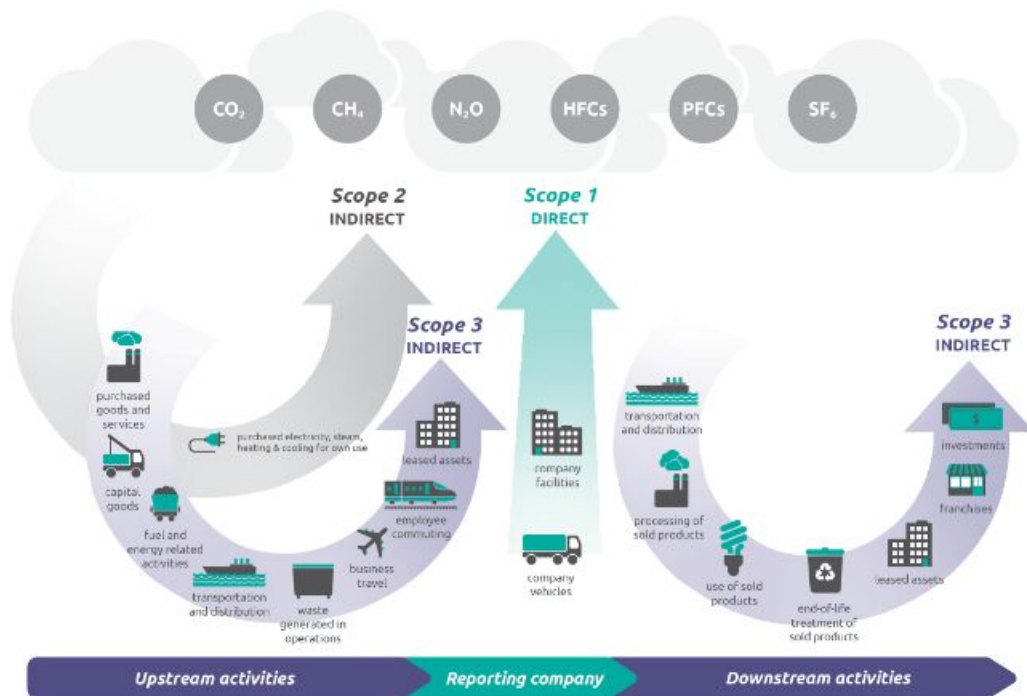 CO₂
CH₄
N₂O
HFCs
PFCs
SF₆
Scope 2
INDIRECT
Scope 1
DIRECT
Scope 3
INDIRECT
Scope 3
INDIRECT
purchased
goods and
services
purchased electricity, steam,
heating & cooling for own use
capital
goods
fuel and
energy related
activities
transportation
and distribution
waste
generated in
operations
business
travel
employee
commuting
leased assets
company
facilities
company
vehicles
transportation
and distribution
processing of
sold products
use of sold
products
end-of-life
treatment of
sold products
leased assets
franchises
$
investments
Upstream activities
Reporting company
Downstream activities